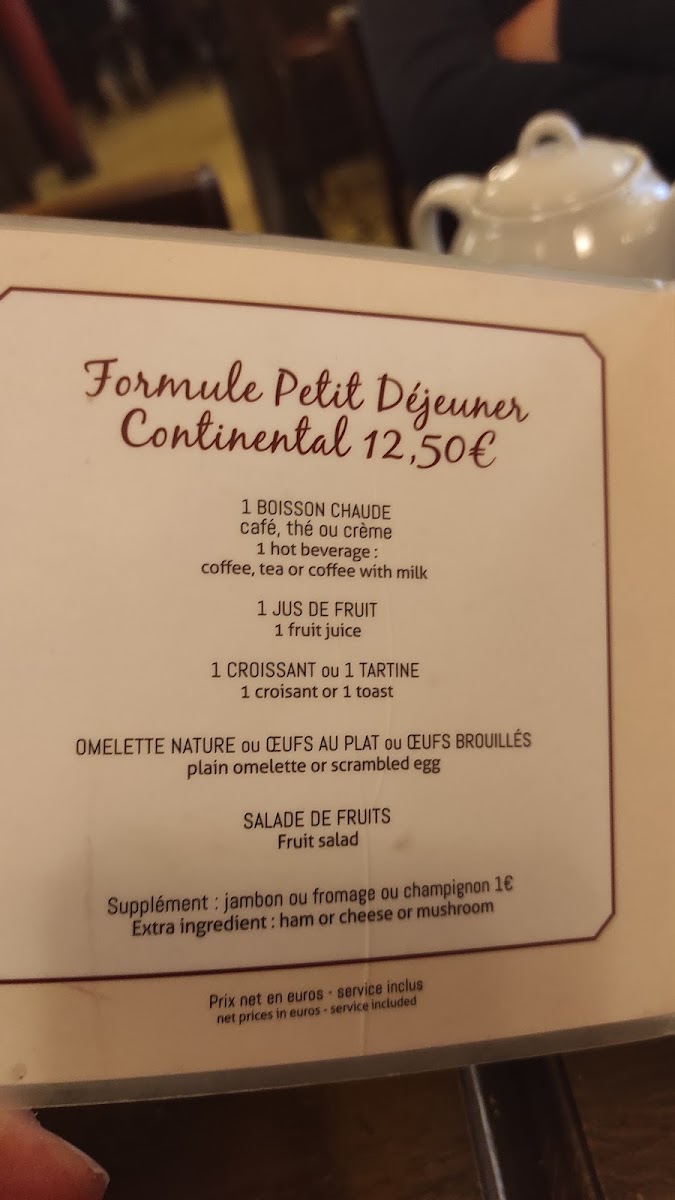 Formule Petit Déjeuner
Continental 12,50€
1 BOISSON CHAUDE
café, thé ou crème
1 hot beverage :
coffee, tea or coffee with milk
1 JUS DE FRUIT
1 fruit juice
1 CROISSANT ou 1 TARTINE
1 croisant or 1 toast
OMELETTE NATURE ou ŒUFS AU PLAT ou ŒUFS BROUILLÉS
plain omelette or scrambled egg
SALADE DE FRUITS
Fruit salad
Supplément : jambon ou fromage ou champignon 1€
Extra ingredient : ham or cheese or mushroom
Prix net en euros - service inclus
net prices in euros - service included